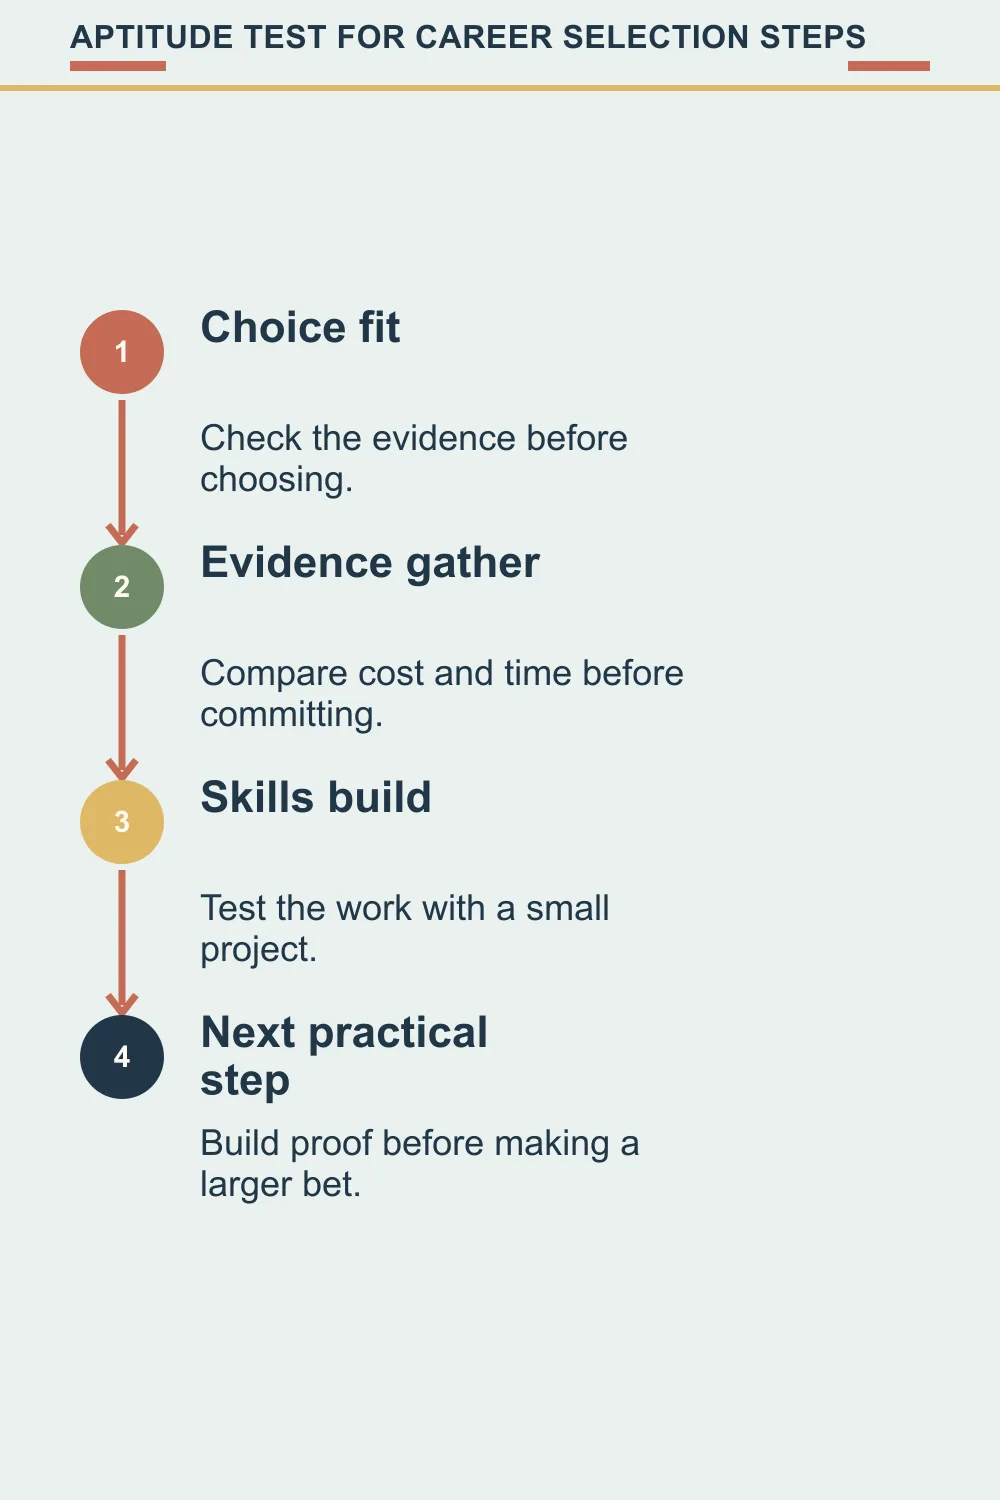 APTITUDE TEST FOR CAREER SELECTION STEPS
1
Choice fit
Check the evidence before
choosing.
2
Evidence gather
Compare cost and time before
committing.
3
Skills build
Test the work with a small
project.
4
Next practical
step
Build proof before making a
larger bet.